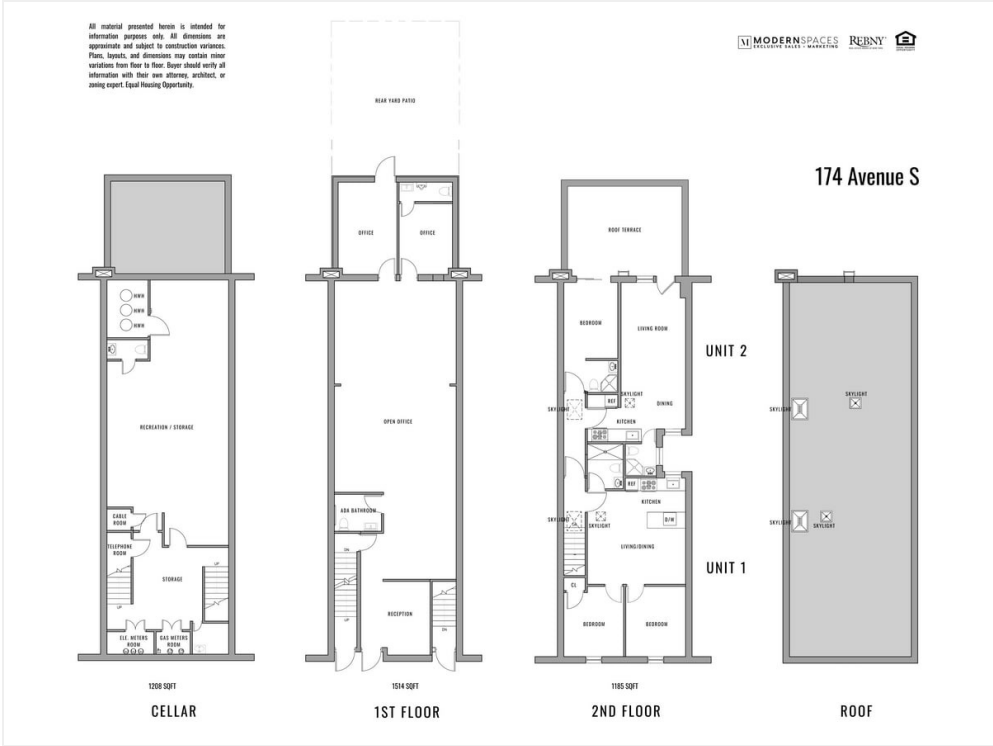 All material presented herein is intended for
information purposes only. All dimensions are
approximate and subject to construction variances.
Plans, layouts, and dimensions may contain minor
variations from floor to floor. Buyer should verify all
information with their own attorney, architect, or
zoning expert. Equal Housing Opportunity.
M MODERNSPACES
EXCLUSIVE SALES + MARKETING
REBNY
174 Avenue S
HWH
HWH
HWH
RECREATION / STORAGE
CABLE
ROOM
TELEPHONE
ROOM
STORAGE
UP
UP
ELE. METERS
ROOM
GAS METERS
ROOM
1208 SQFT
CELLAR
REAR YARD PATIO
OFFICE
OFFICE
OPEN OFFICE
ADA BATHROOM
DN
RECEPTION
UP
DN
1514 SQFT
1ST FLOOR
ROOF TERRACE
BEDROOM
LIVING ROOM
UNIT 2
SKYLIGHT
REF
SKYLIGHT
DINING
KITCHEN
REF
KITCHEN
SKYLIGHT
SKYLIGHT
D/W
LIVING/DINING
UNIT 1
CL
BEDROOM
BEDROOM
1185 SQFT
2ND FLOOR
SKYLIGHT
SKYLIGHT
SKYLIGHT
SKYLIGHT
ROOF